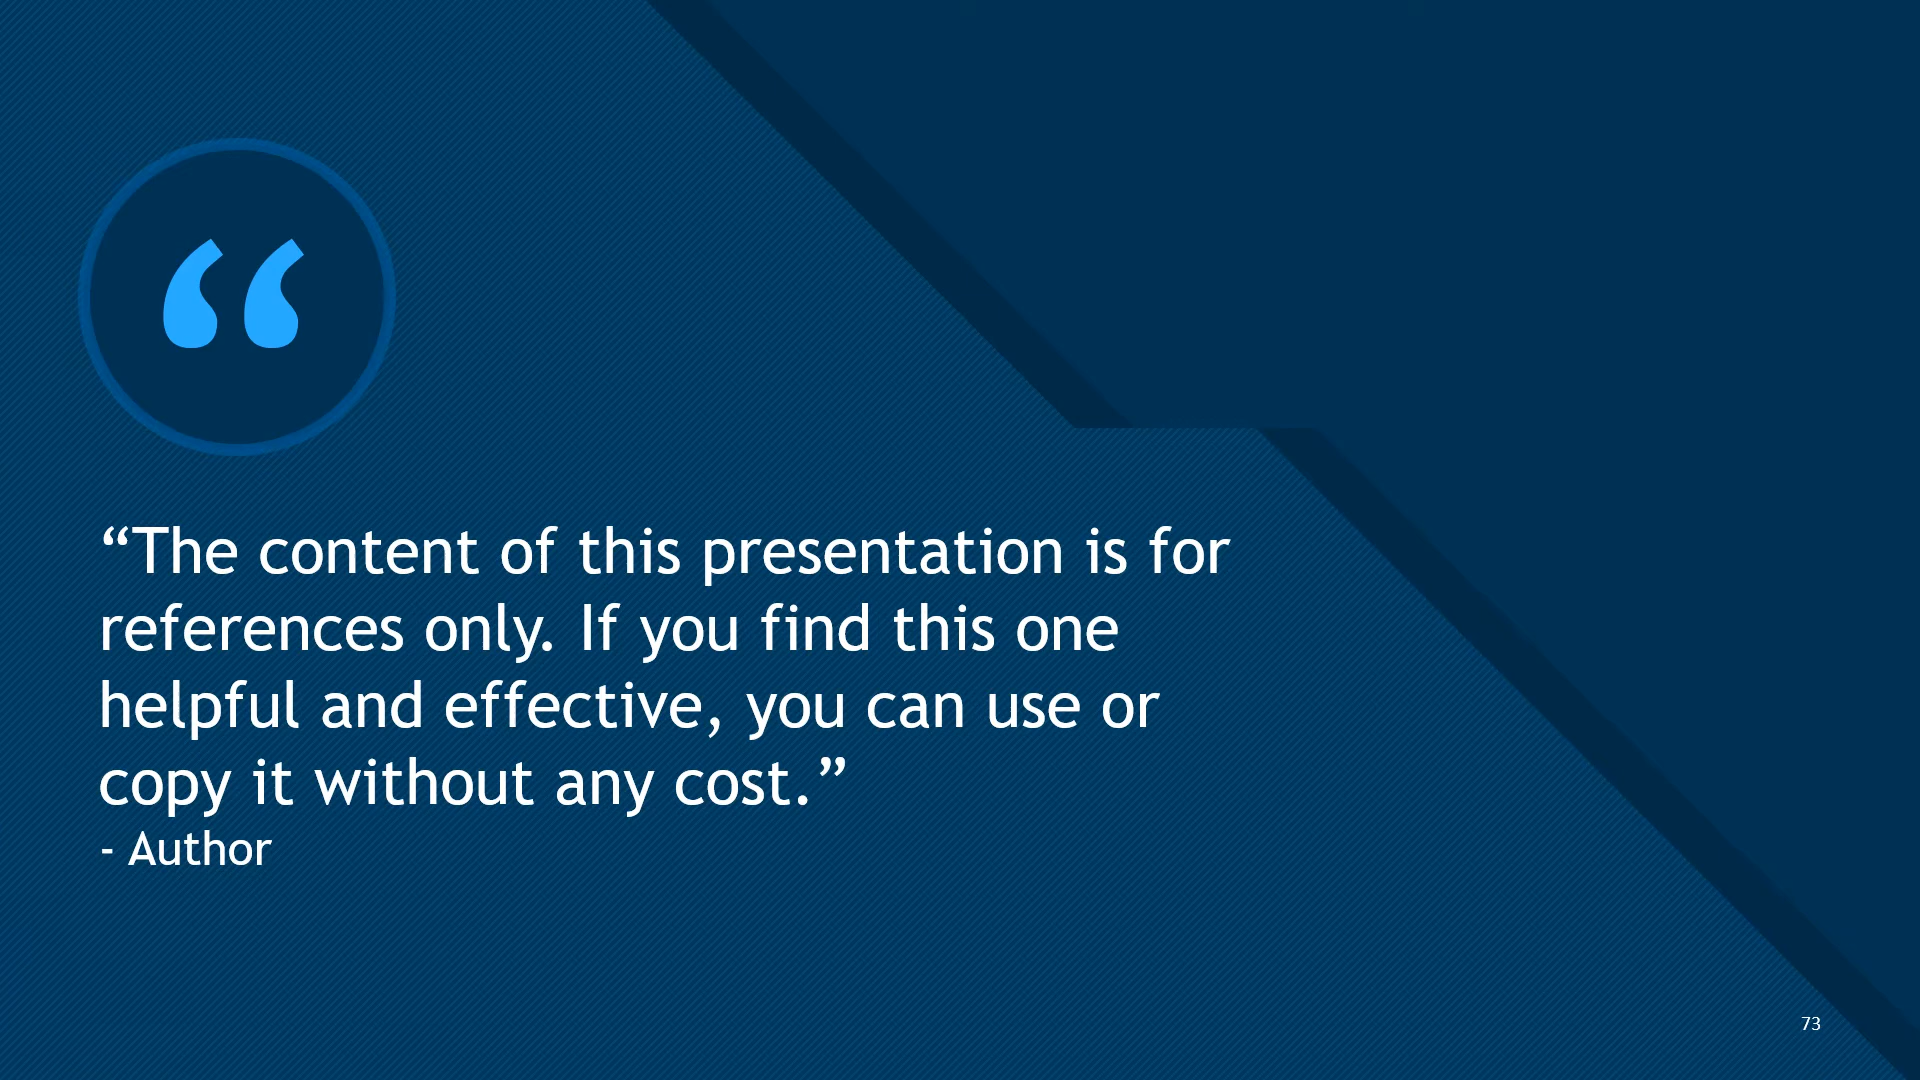 “The content of this presentation is for
references only. If you find this one
helpful and effective, you can use or
copy it without any cost.”
- Author
73